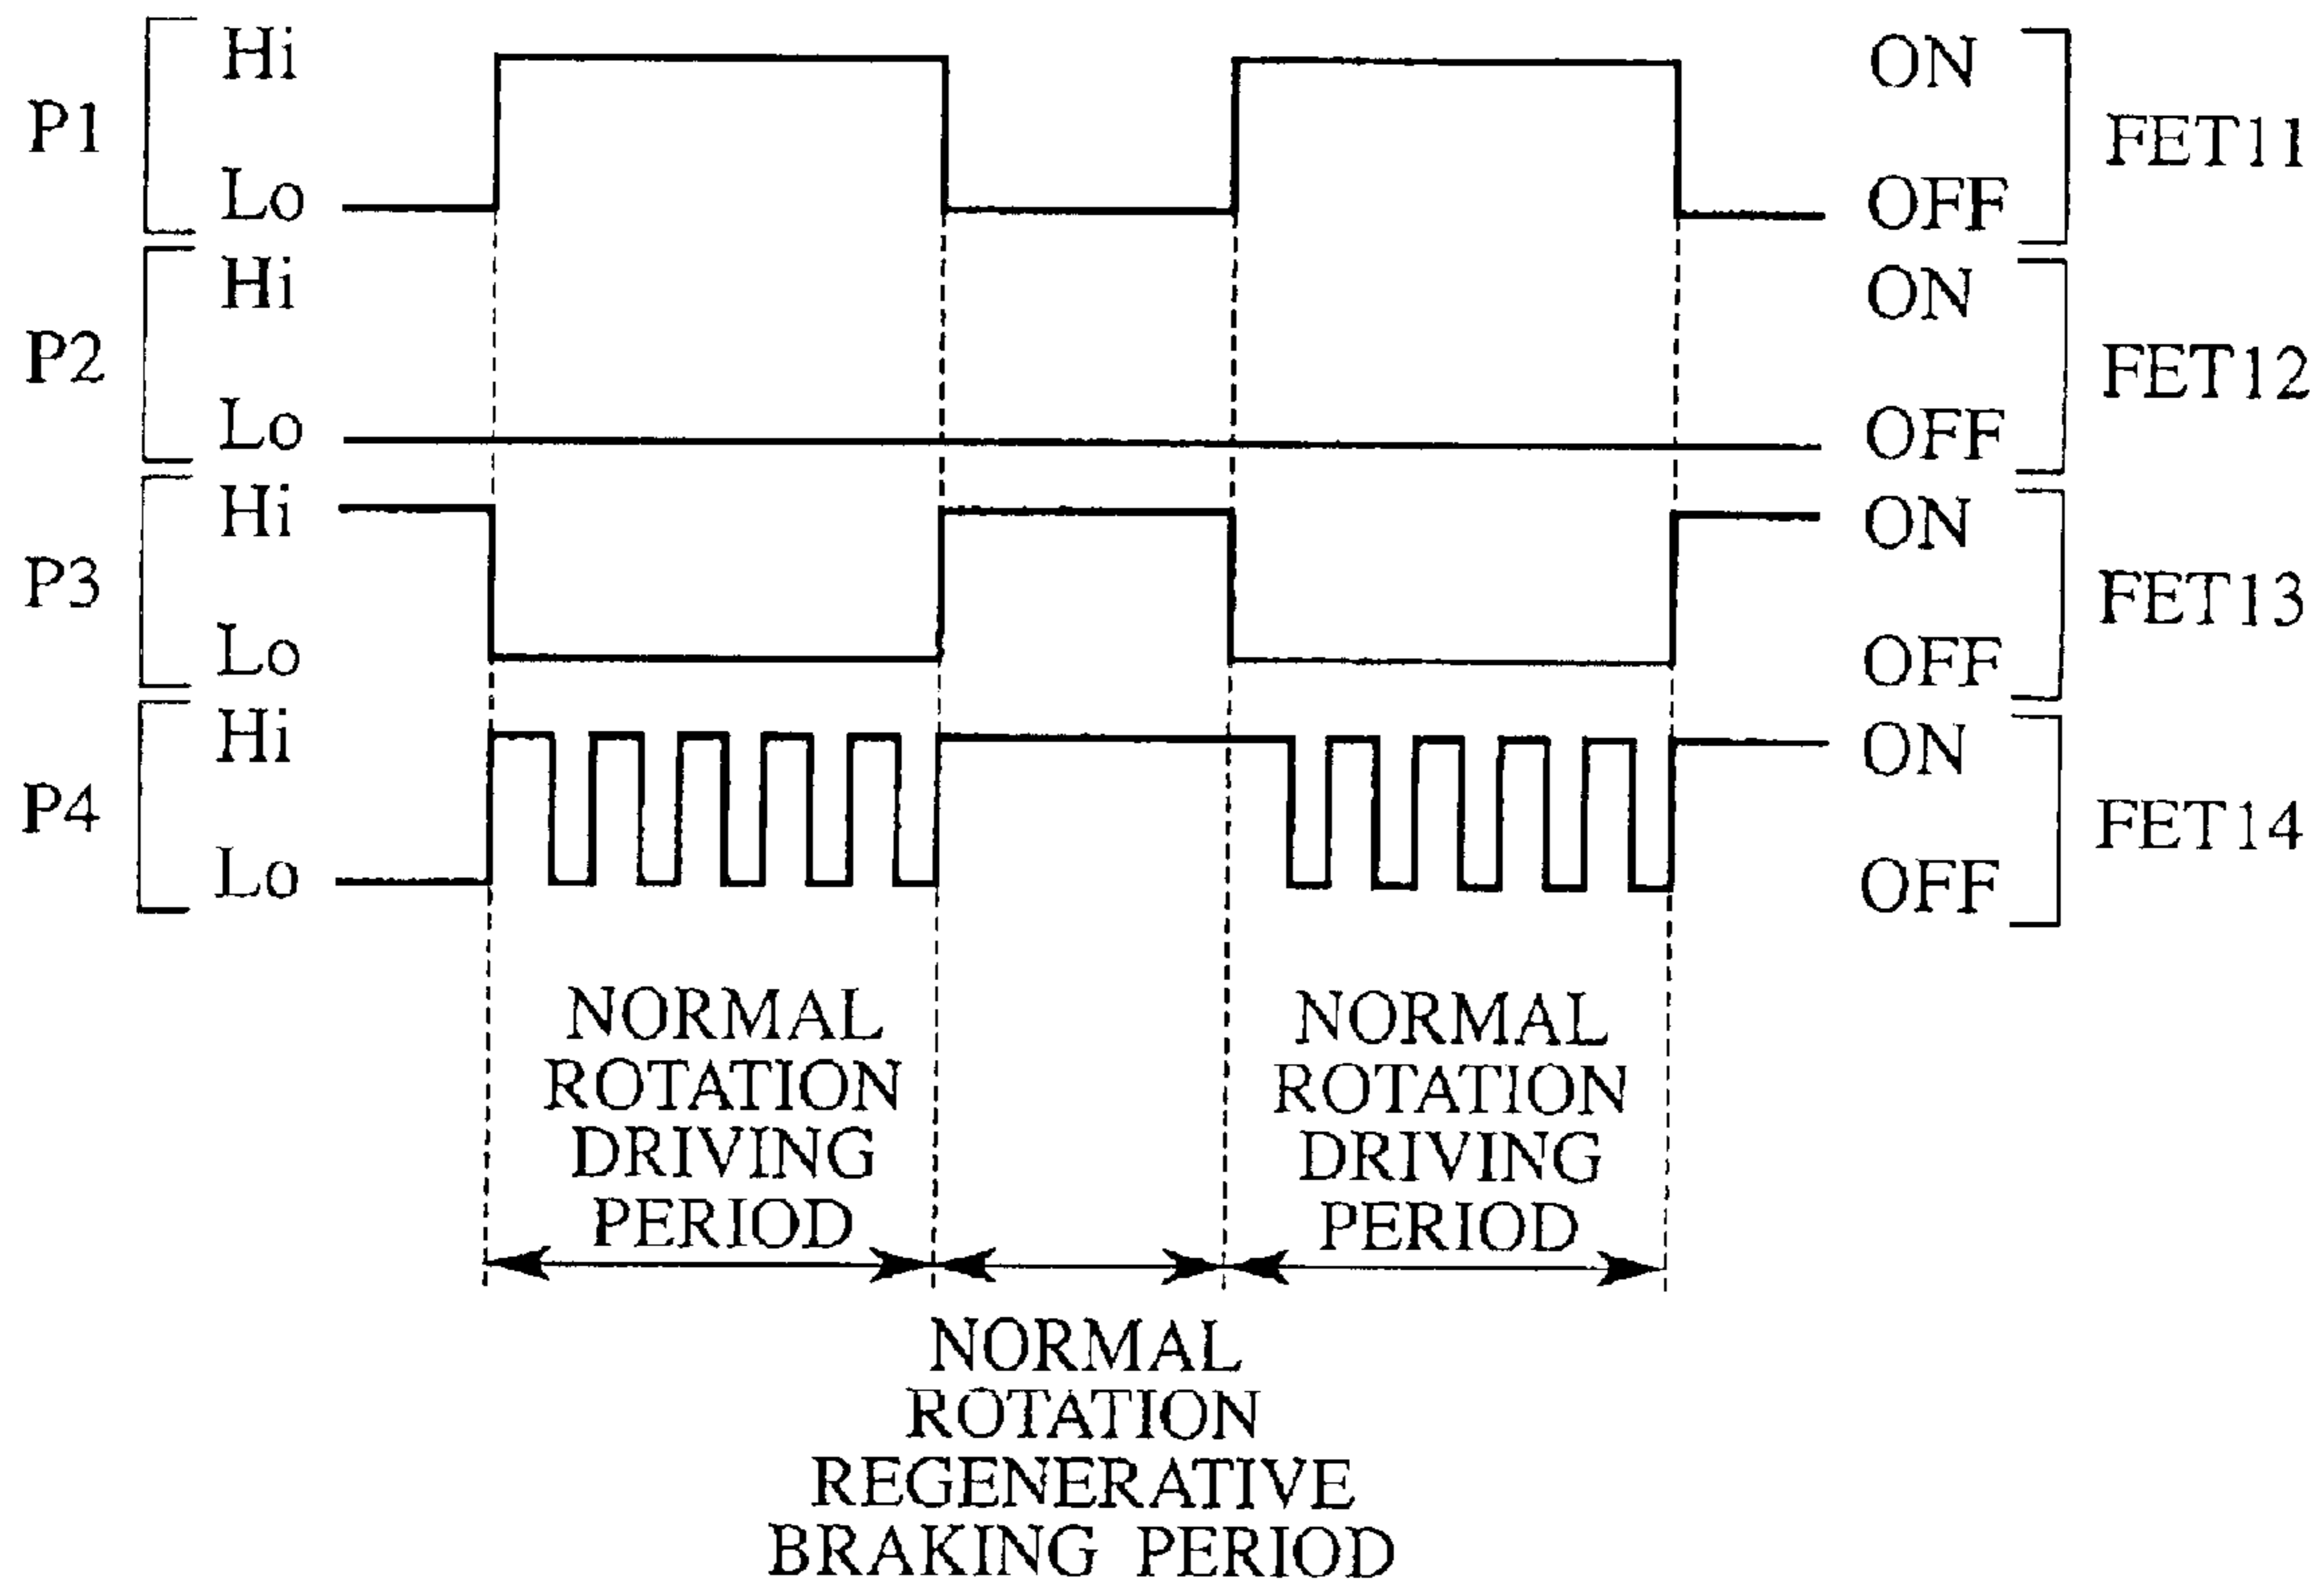 P1
Hi
Lo
ON
OFF
FET11
P2
Hi
Lo
ON
OFF
FET12
P3
Hi
Lo
ON
OFF
FET13
P4
Hi
Lo
ON
OFF
FET14
NORMAL
ROTATION
DRIVING
PERIOD
NORMAL
ROTATION
REGENERATIVE
BRAKING PERIOD
NORMAL
ROTATION
DRIVING
PERIOD